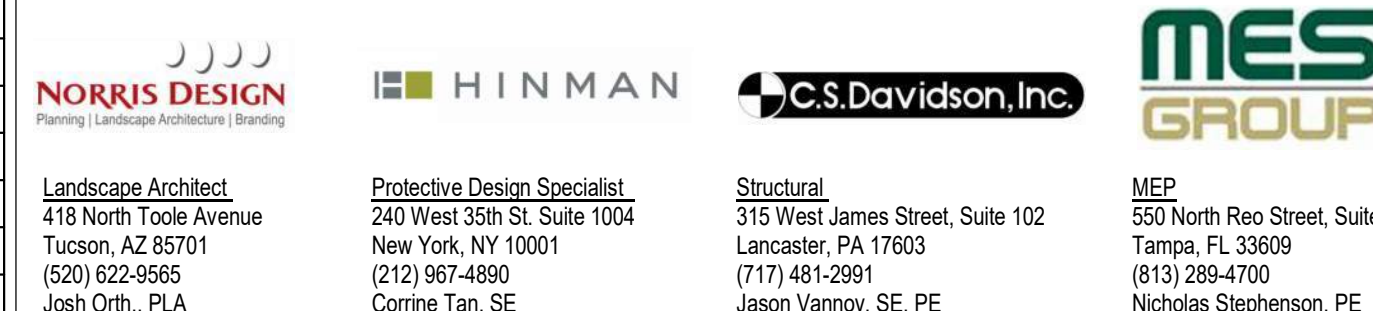 NORRIS DESIGN
Planning | Landscape Architecture | Branding
Landscape Architect
418 North Toole Avenue
Tucson, AZ 85701
(520) 622-9565
Josh Orth., PLA
HINMAN
Protective Design Specialist
240 West 35th St. Suite 1004
New York, NY 10001
(212) 967-4890
Corrine Tan, SE
C.S.Davidson, Inc.
Structural
315 West James Street, Suite 102
Lancaster, PA 17603
(717) 481-2991
Jason Vannoy, SE, PE
MES
GROUP
MEP
550 North Reo Street, Suite
Tampa, FL 33609
(813) 289-4700
Nicholas Stephenson, PE